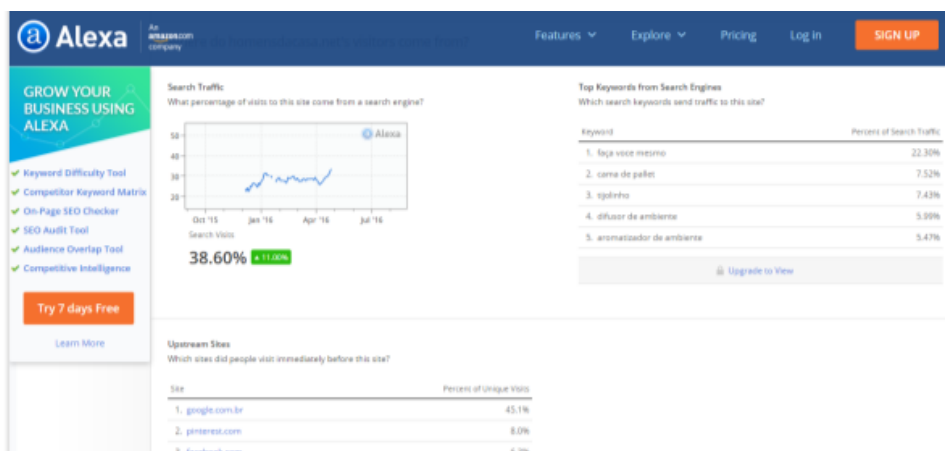 a Alexa An amazon.com company Features Explore Pricing Log in SIGN UP
GROW YOUR
BUSINESS USING
ALEXA
Keyword Difficulty Tool
Competitor Keyword Matrix
On-Page SEO Checker
SEO Audit Tool
Audience Overlap Tool
Competitive Intelligence
Try 7 days Free
Learn More
Search Traffic
What percentage of visits to this site come from a search engine?
Alexa
50
40
30
20
Oct '15 Jan '16 Apr '16 Jul '16
Search Visits
38.60% 11.00%
Top Keywords from Search Engines
Which search keywords send traffic to this site?
Keyword Percent of Search Traffic
1. faça voce mesmo 22.30%
2. cama de pallet 7.52%
3. tijolinho 7.43%
4. difusor de ambiente 5.99%
5. aromatizador de ambiente 5.47%
Upgrade to View
Upstream Sites
Which sites did people visit immediately before this site?
Site Percent of Unique Visits
1. google.com.br 45.1%
2. pinterest.com 8.0%